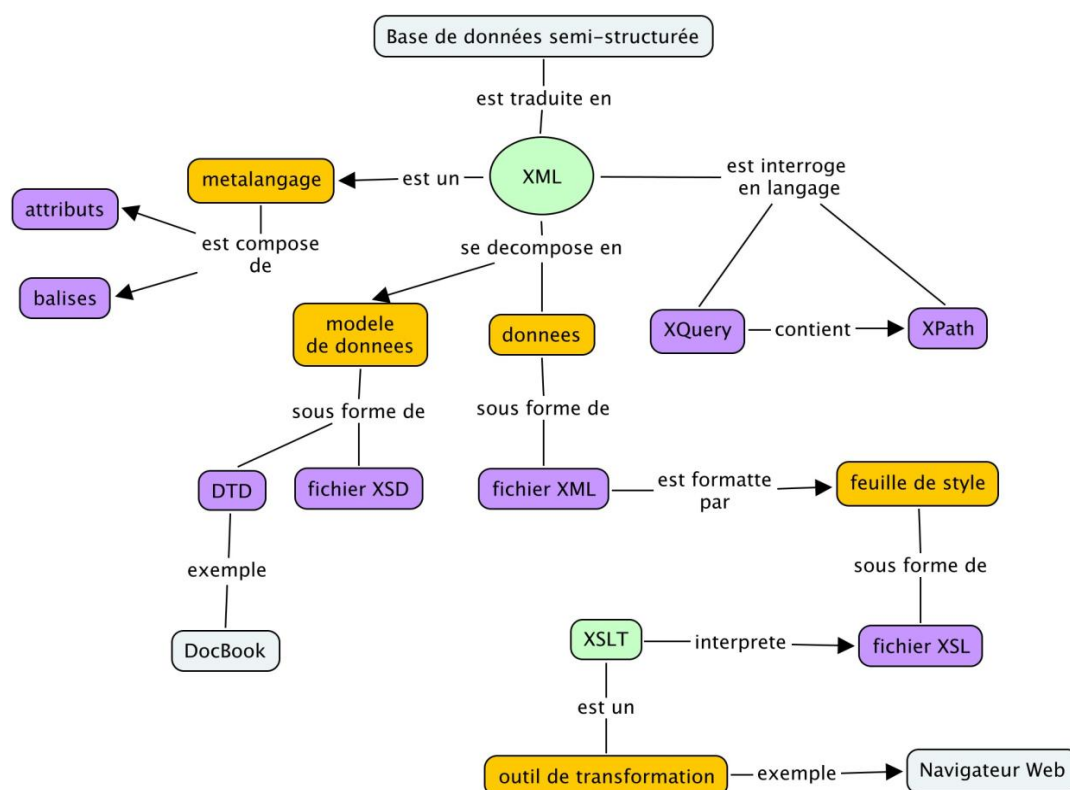 Base de données semi-structurée
est traduite en
XML
est un
metalangage
est compose
de
attributs
balises
est interroge
en langage
XQuery
contient
XPath
se decompose en
modele
de donnees
donnees
sous forme de
sous forme de
DTD
fichier XSD
fichier XML
est formatte
par
feuille de style
exemple
sous forme de
DocBook
XSLT
interprete
fichier XSL
est un
outil de transformation
exemple
Navigateur Web